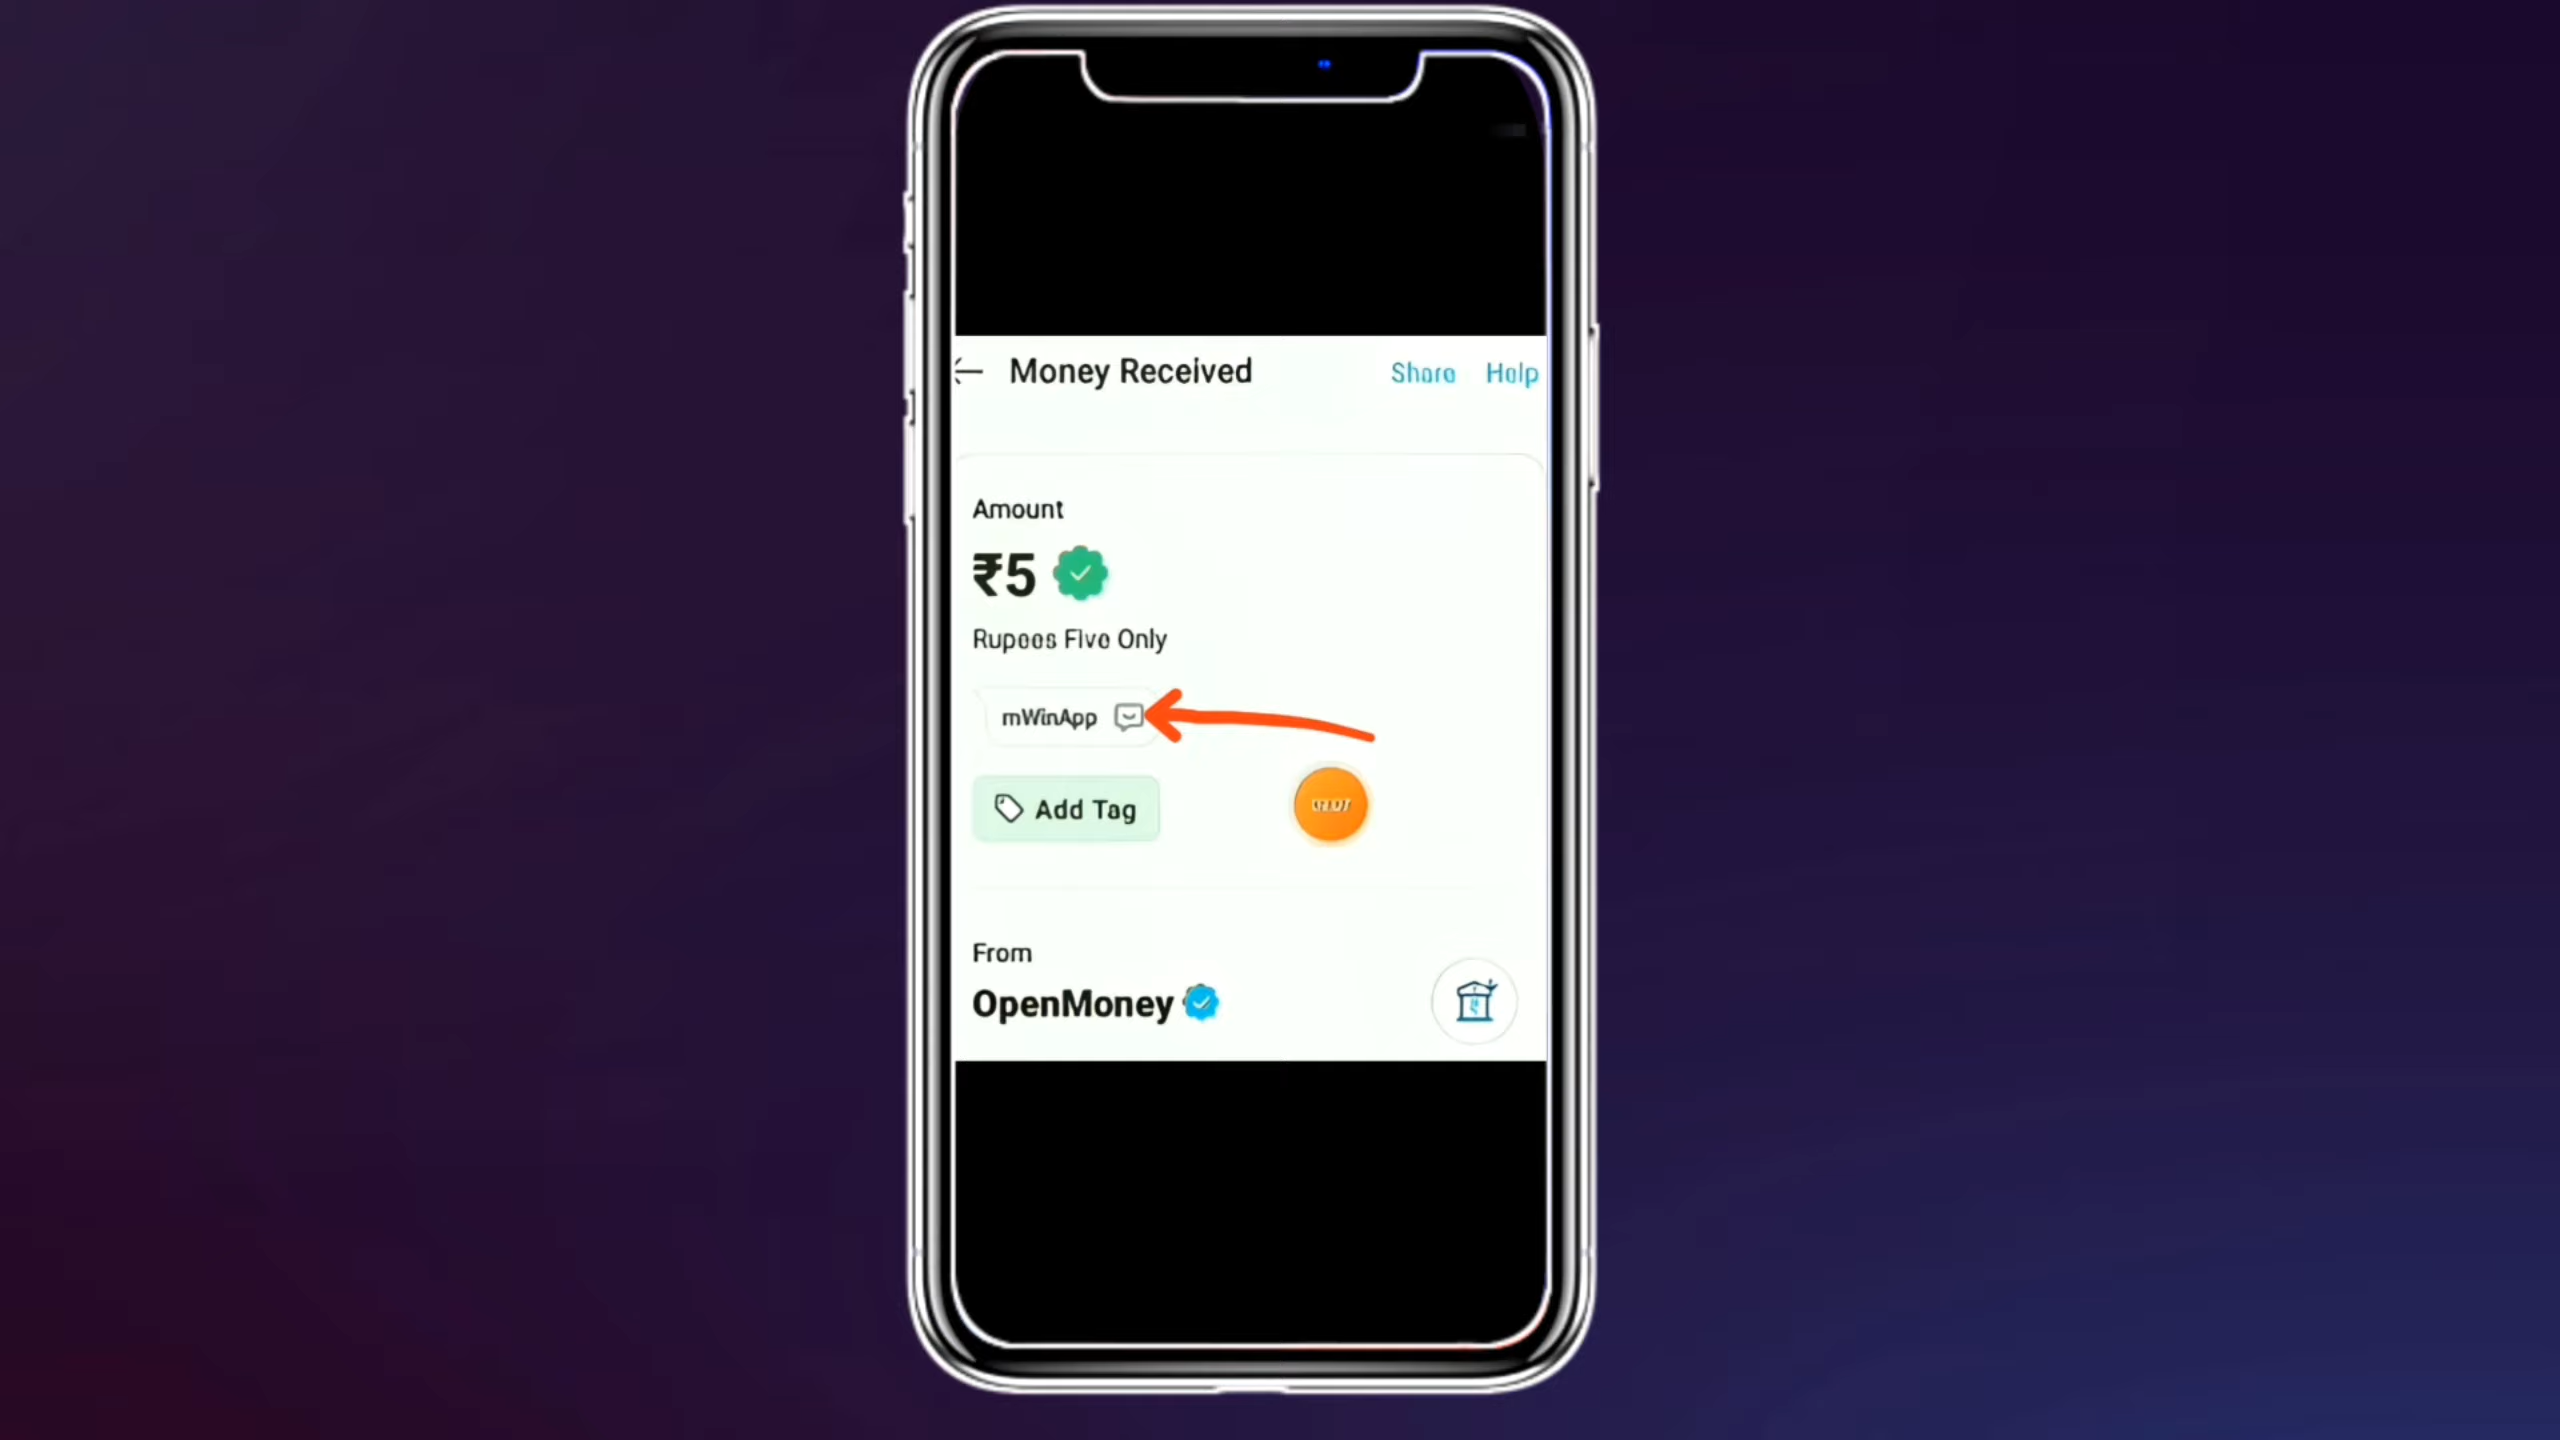 Money Received
Share Help
Amount
₹5
Rupees Five Only
mWinApp
Add Tag
From
OpenMoney